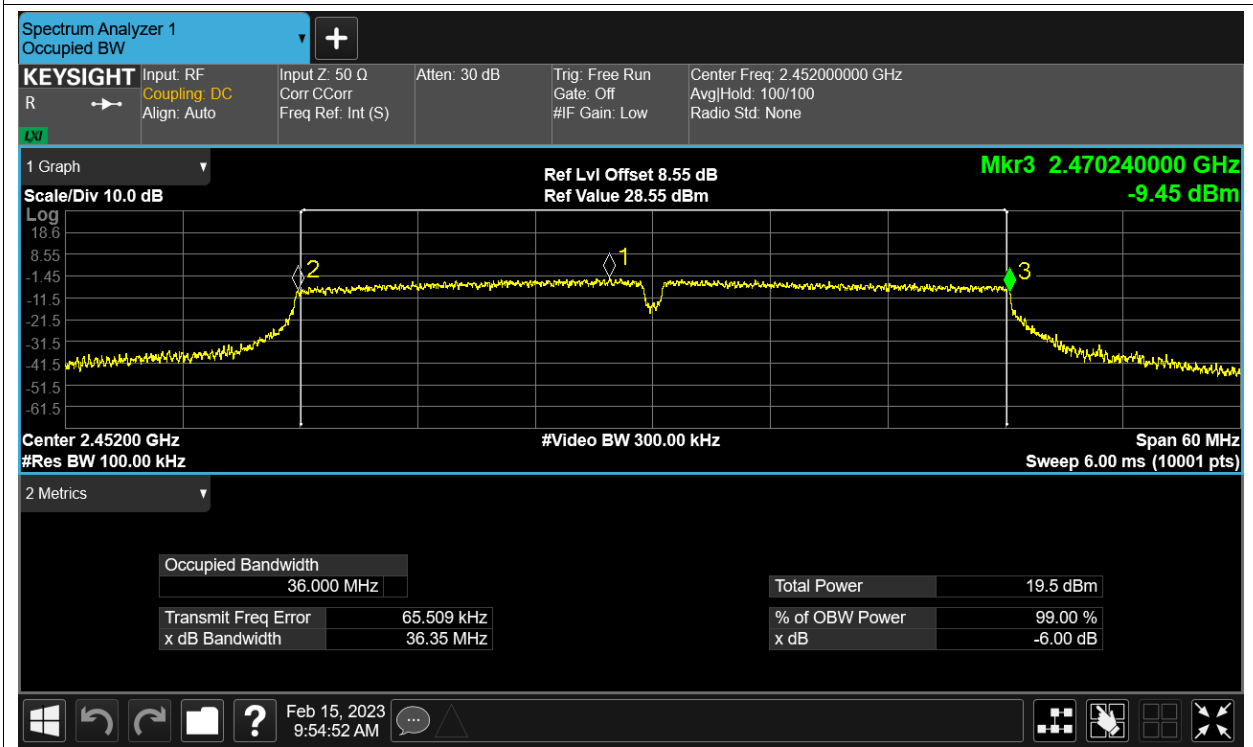 Spectrum Analyzer 1
Occupied BW
+
KEYSIGHT Input: RF Input Z: 50 Ω Atten: 30 dB Trig: Free Run Center Freq: 2.452000000 GHz
R Coupling: DC Corr CCorr Gate: Off Avg|Hold: 100/100
Align: Auto Freq Ref: Int (S) #IF Gain: Low Radio Std: None
LXI
1 Graph Ref Lvl Offset 8.55 dB Mkr3 2.470240000 GHz
Scale/Div 10.0 dB Ref Value 28.55 dBm -9.45 dBm
Log
18.6
8.55
-1.45
-11.5
-21.5
-31.5
-41.5
-51.5
-61.5
2
1
3
Center 2.45200 GHz #Video BW 300.00 kHz Span 60 MHz
#Res BW 100.00 kHz Sweep 6.00 ms (10001 pts)
2 Metrics
Occupied Bandwidth
36.000 MHz Total Power 19.5 dBm
Transmit Freq Error 65.509 kHz % of OBW Power 99.00 %
x dB Bandwidth 36.35 MHz x dB -6.00 dB
? Feb 15, 2023
9:54:52 AM